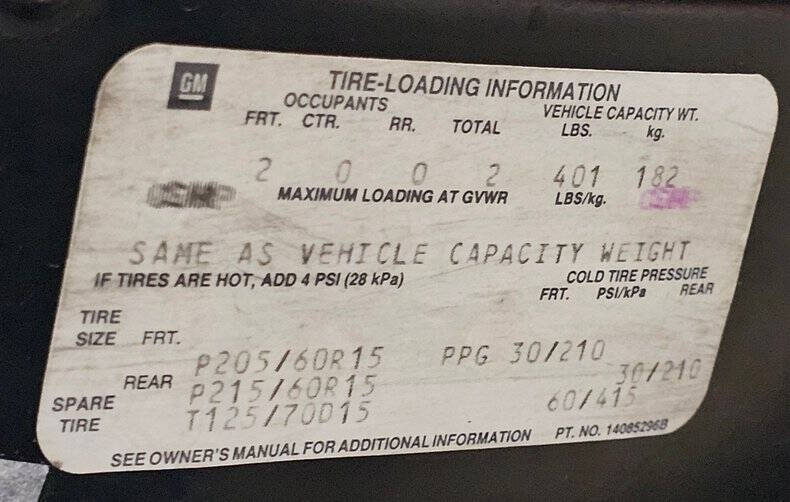 GM
TIRE-LOADING INFORMATION
OCCUPANTS VEHICLE CAPACITY WT.
FRT. CTR. RR. TOTAL LBS. kg.
2 0 0 2 401 182
MAXIMUM LOADING AT GVWR LBS/kg.
SAME AS VEHICLE CAPACITY WEIGHT
IF TIRES ARE HOT, ADD 4 PSI (28 kPa) COLD TIRE PRESSURE
FRT. PSI/kPa REAR
TIRE
SIZE FRT. P205/60R15 PPG 30/210
REAR P215/60R15 30/210
SPARE
TIRE T125/70D15 60/415
SEE OWNER'S MANUAL FOR ADDITIONAL INFORMATION PT. NO. 14085296B